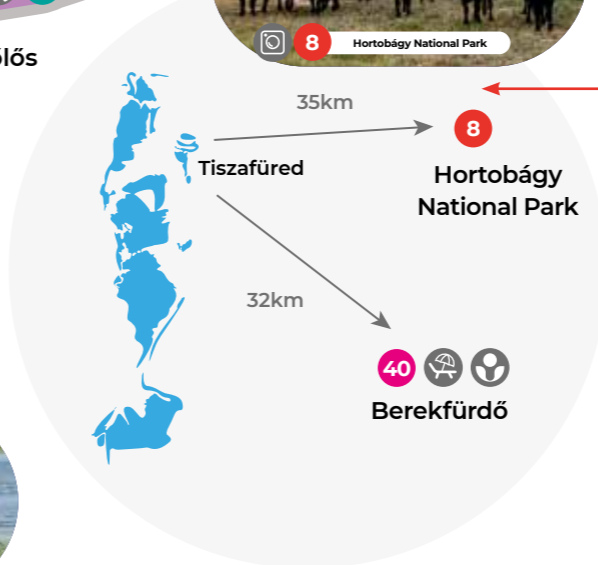 lős
8
Hortobágy National Park
35km
8
Tiszafüred
Hortobágy
National Park
32km
40
Berekfürdő